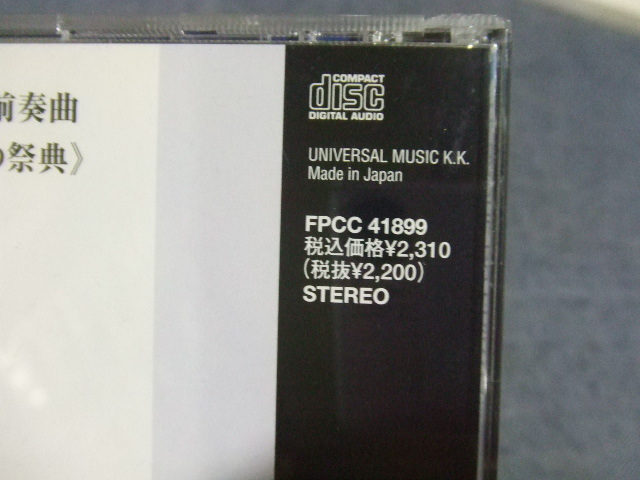 前奏曲
祭典》
COMPACT
disc
DIGITAL AUDIO
UNIVERSAL MUSIC K.K.
Made in Japan
FPCC 41899
税込価格¥2,310
(税抜¥2,200)
STEREO